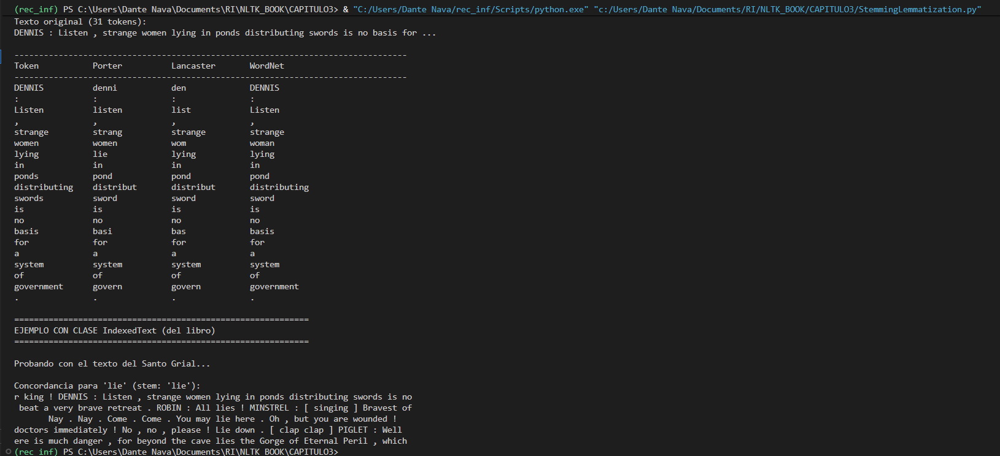 (rec_inf) PS C:\Users\Dante Nava\Documents\RI\NLTK_BOOK\CAPITULO3> & "C:/Users/Dante Nava/rec_inf/Scripts/python.exe" "c:/Users/Dante Nava/Documents/RI/NLTK_BOOK/CAPITULO3/StemmingLemmatization.py"
Texto original (31 tokens):
DENNIS : Listen , strange women lying in ponds distributing swords is no basis for ...
--------------------------------------------------------------------------------
Token Porter Lancaster WordNet
--------------------------------------------------------------------------------
DENNIS denni den DENNIS
: : : :
Listen listen list Listen
, , , ,
strange strang strange strange
women women wom woman
lying lie lying lying
in in in in
ponds pond pond pond
distributing distribut distribut distributing
swords sword sword sword
is is is is
no no no no
basis basi bas basis
for for for for
a a a a
system system system system
of of of of
government govern govern government
. . . .
============================================================
EJEMPLO CON CLASE IndexedText (del libro)
============================================================
Probando con el texto del Santo Grial...
Concordancia para 'lie' (stem: 'lie'):
r king ! DENNIS : Listen , strange women lying in ponds distributing swords is no
beat a very brave retreat . ROBIN : All lies ! MINSTREL : [ singing ] Bravest of
Nay . Nay . Come . Come . You may lie here . Oh , but you are wounded !
doctors immediately ! No , no , please ! Lie down . [ clap clap ] PIGLET : Well
ere is much danger , for beyond the cave lies the Gorge of Eternal Peril , which
(rec_inf) PS C:\Users\Dante Nava\Documents\RI\NLTK_BOOK\CAPITULO3>